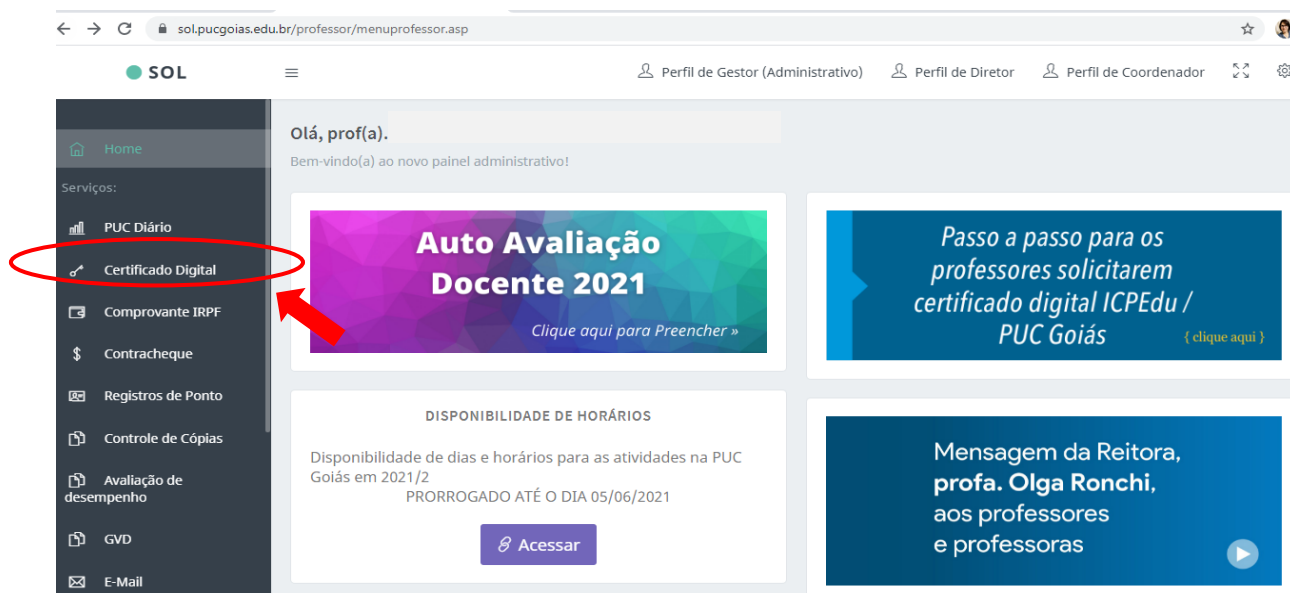 sol.pucgoias.edu.br/professor/menuprofessor.asp
SOL
Perfil de Gestor (Administrativo)
Perfil de Diretor
Perfil de Coordenador
Home
Serviços:
PUC Diário
Certificado Digital
Comprovante IRPF
$ Contracheque
Registros de Ponto
Controle de Cópias
Avaliação de
desempenho
GVD
E-Mail
Olá, prof(a).
Bem-vindo(a) ao novo painel administrativo!
Auto Avaliação
Docente 2021
Clique aqui para Preencher »
DISPONIBILIDADE DE HORÁRIOS
Disponibilidade de dias e horários para as atividades na PUC
Goiás em 2021/2
PRORROGADO ATÉ O DIA 05/06/2021
Acessar
Passo a passo para os
professores solicitarem
certificado digital ICPEdu /
PUC Goiás
{ clique aqui }
Mensagem da Reitora,
profa. Olga Ronchi,
aos professores
e professoras